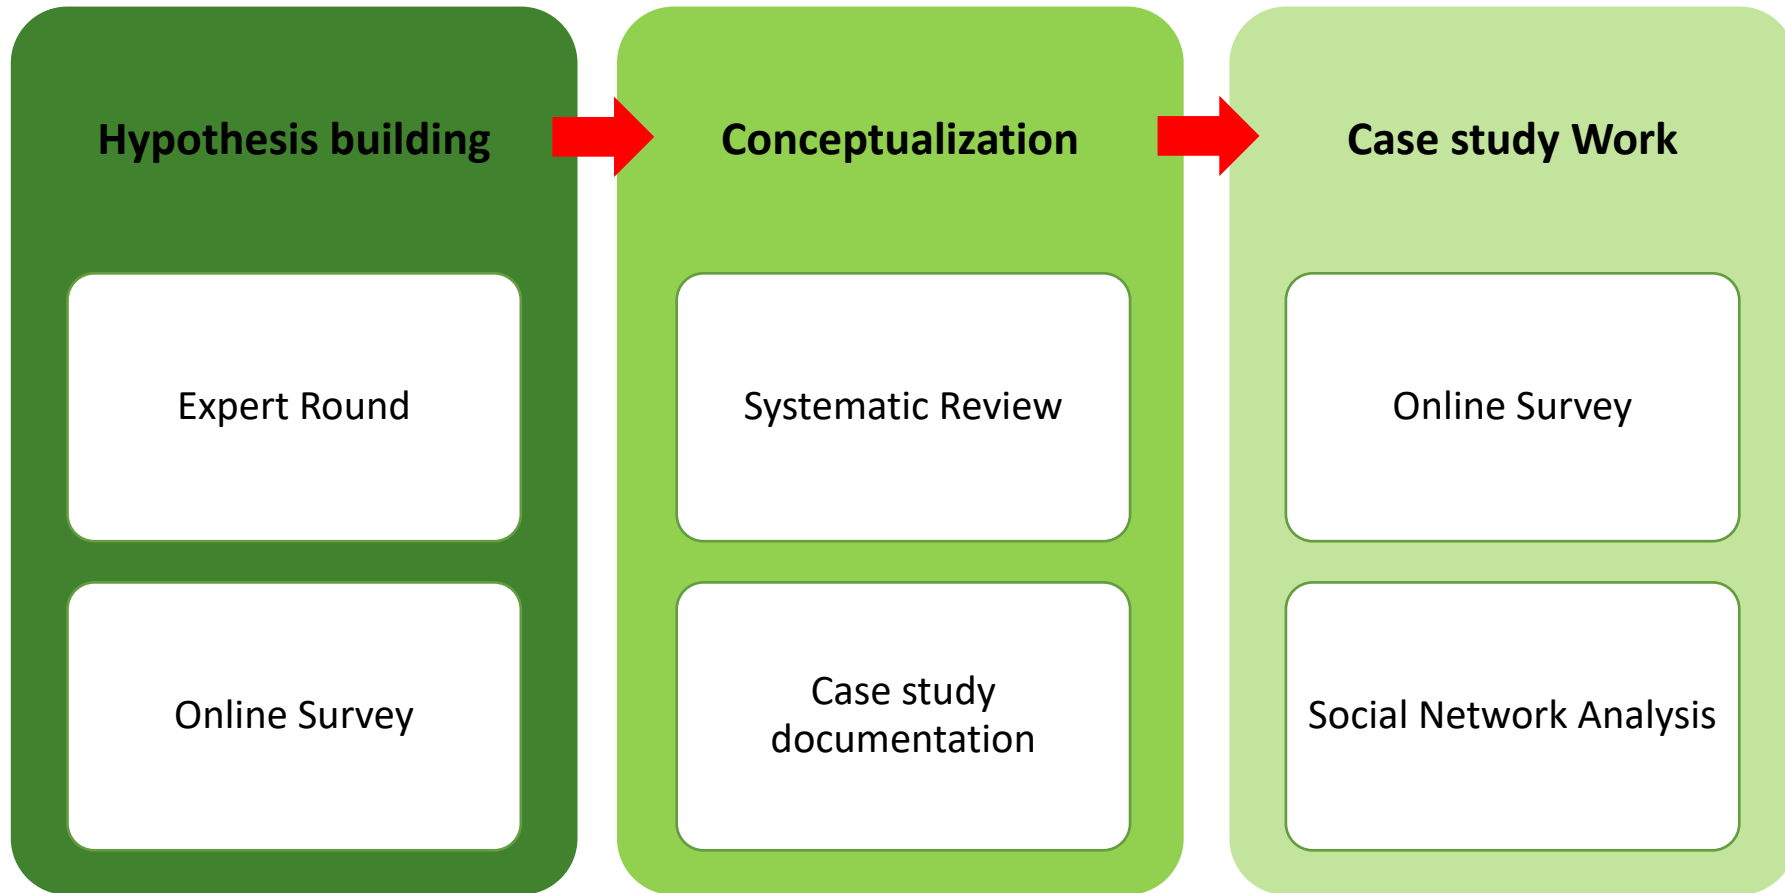 Hypothesis building
Expert Round
Online Survey
Conceptualization
Systematic Review
Case study
documentation
Case study Work
Online Survey
Social Network Analysis